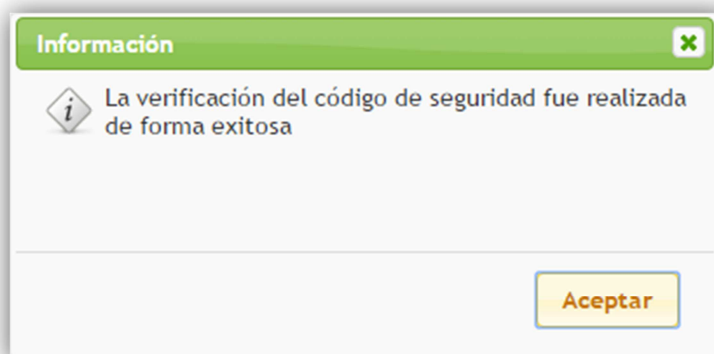 Información
La verificación del código de seguridad fue realizada
de forma exitosa
Aceptar